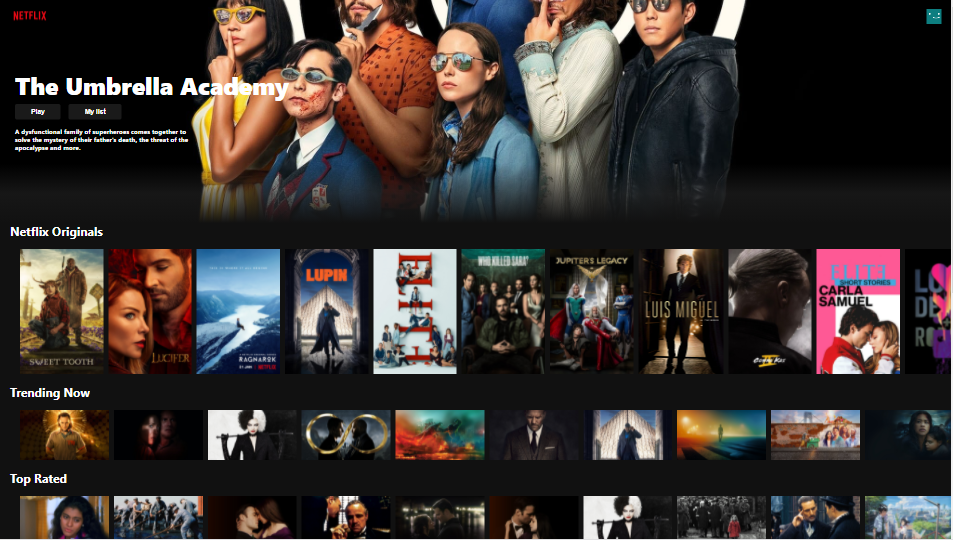 NETFLIX
The Umbrella Academy
Play
My list
A dysfunctional family of superheroes comes together to
solve the mystery of their father's death, the threat of the
apocalypse and more.
Netflix Originals
SWEET TOOTH
LUCIFER
RAGNAROK
NETFLIX
LUPIN
ELITE
WHO KILLED SARA?
JUPITER'S LEGACY
LUIS MIGUEL
ELITE
SHORT STORIES
CARLA
SAMUEL
Trending Now
Top Rated